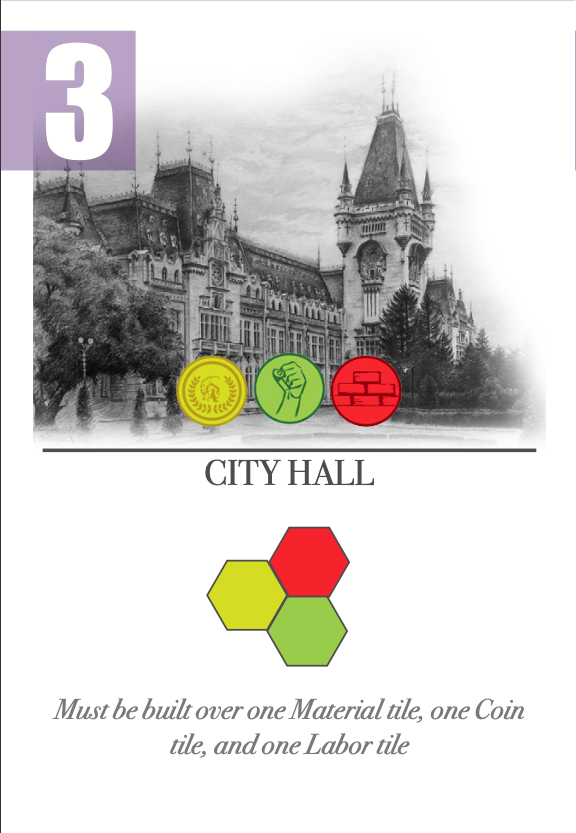 3
CITY HALL
Must be built over one Material tile, one Coin
tile, and one Labor tile